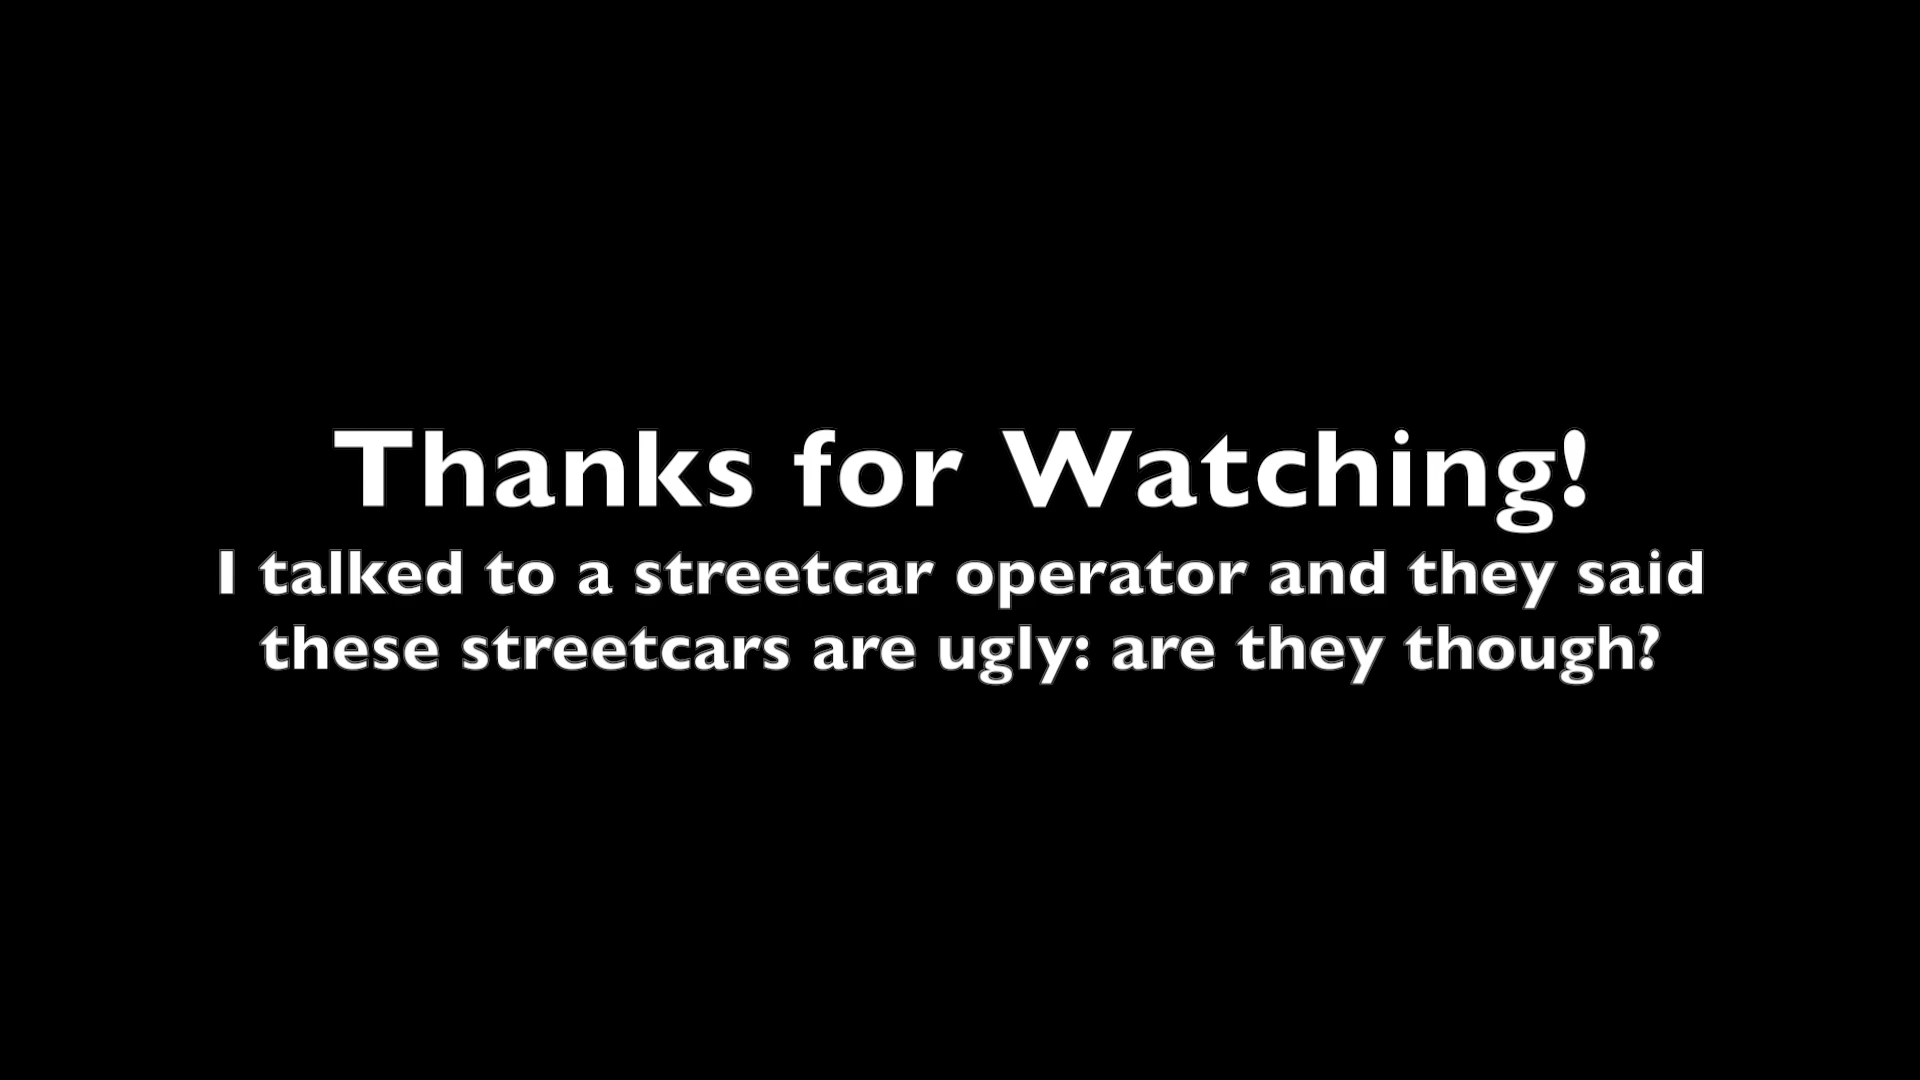 Thanks for Watching!
I talked to a streetcar operator and they said
these streetcars are ugly: are they though?